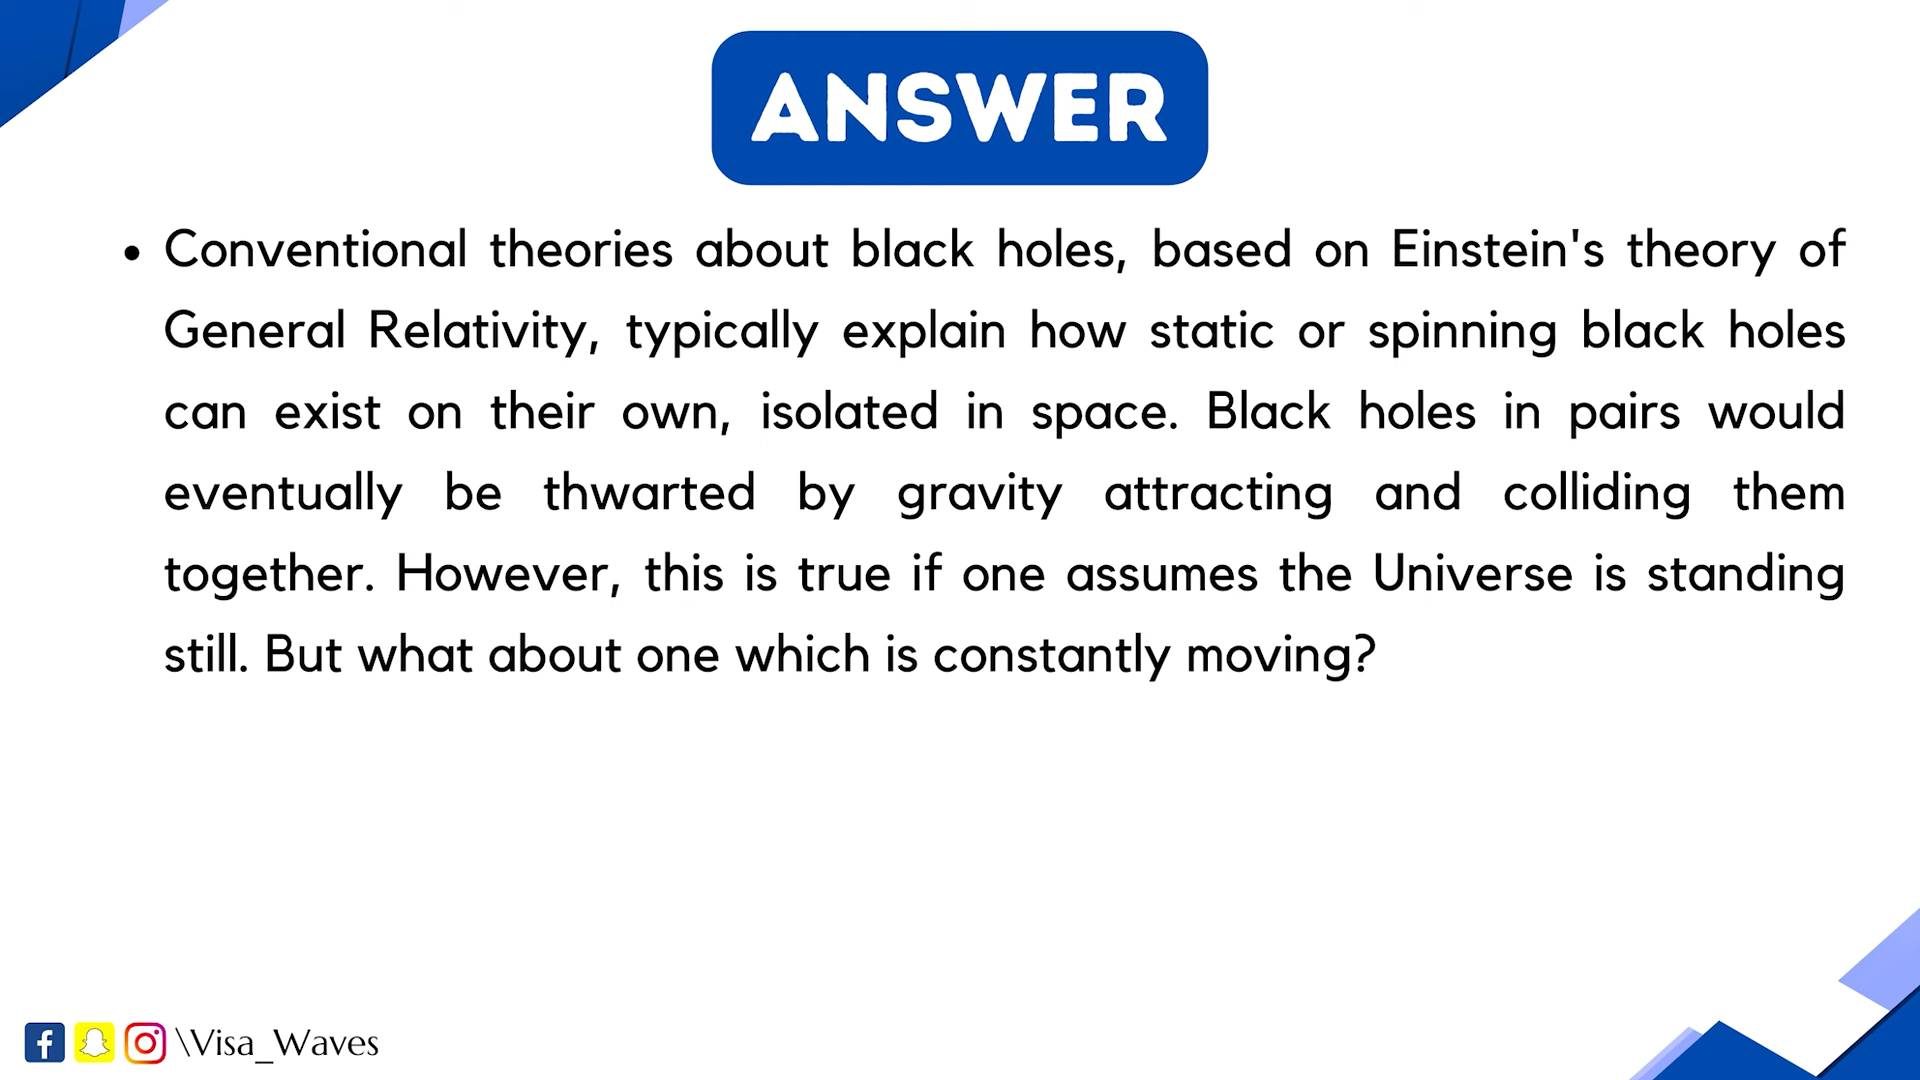 ANSWER
• Conventional theories about black holes, based on Einstein's theory of
General Relativity, typically explain how static or spinning black holes
can exist on their own, isolated in space. Black holes in pairs would
eventually be thwarted by gravity attracting and colliding them
together. However, this is true if one assumes the Universe is standing
still. But what about one which is constantly moving?
\Visa_Waves